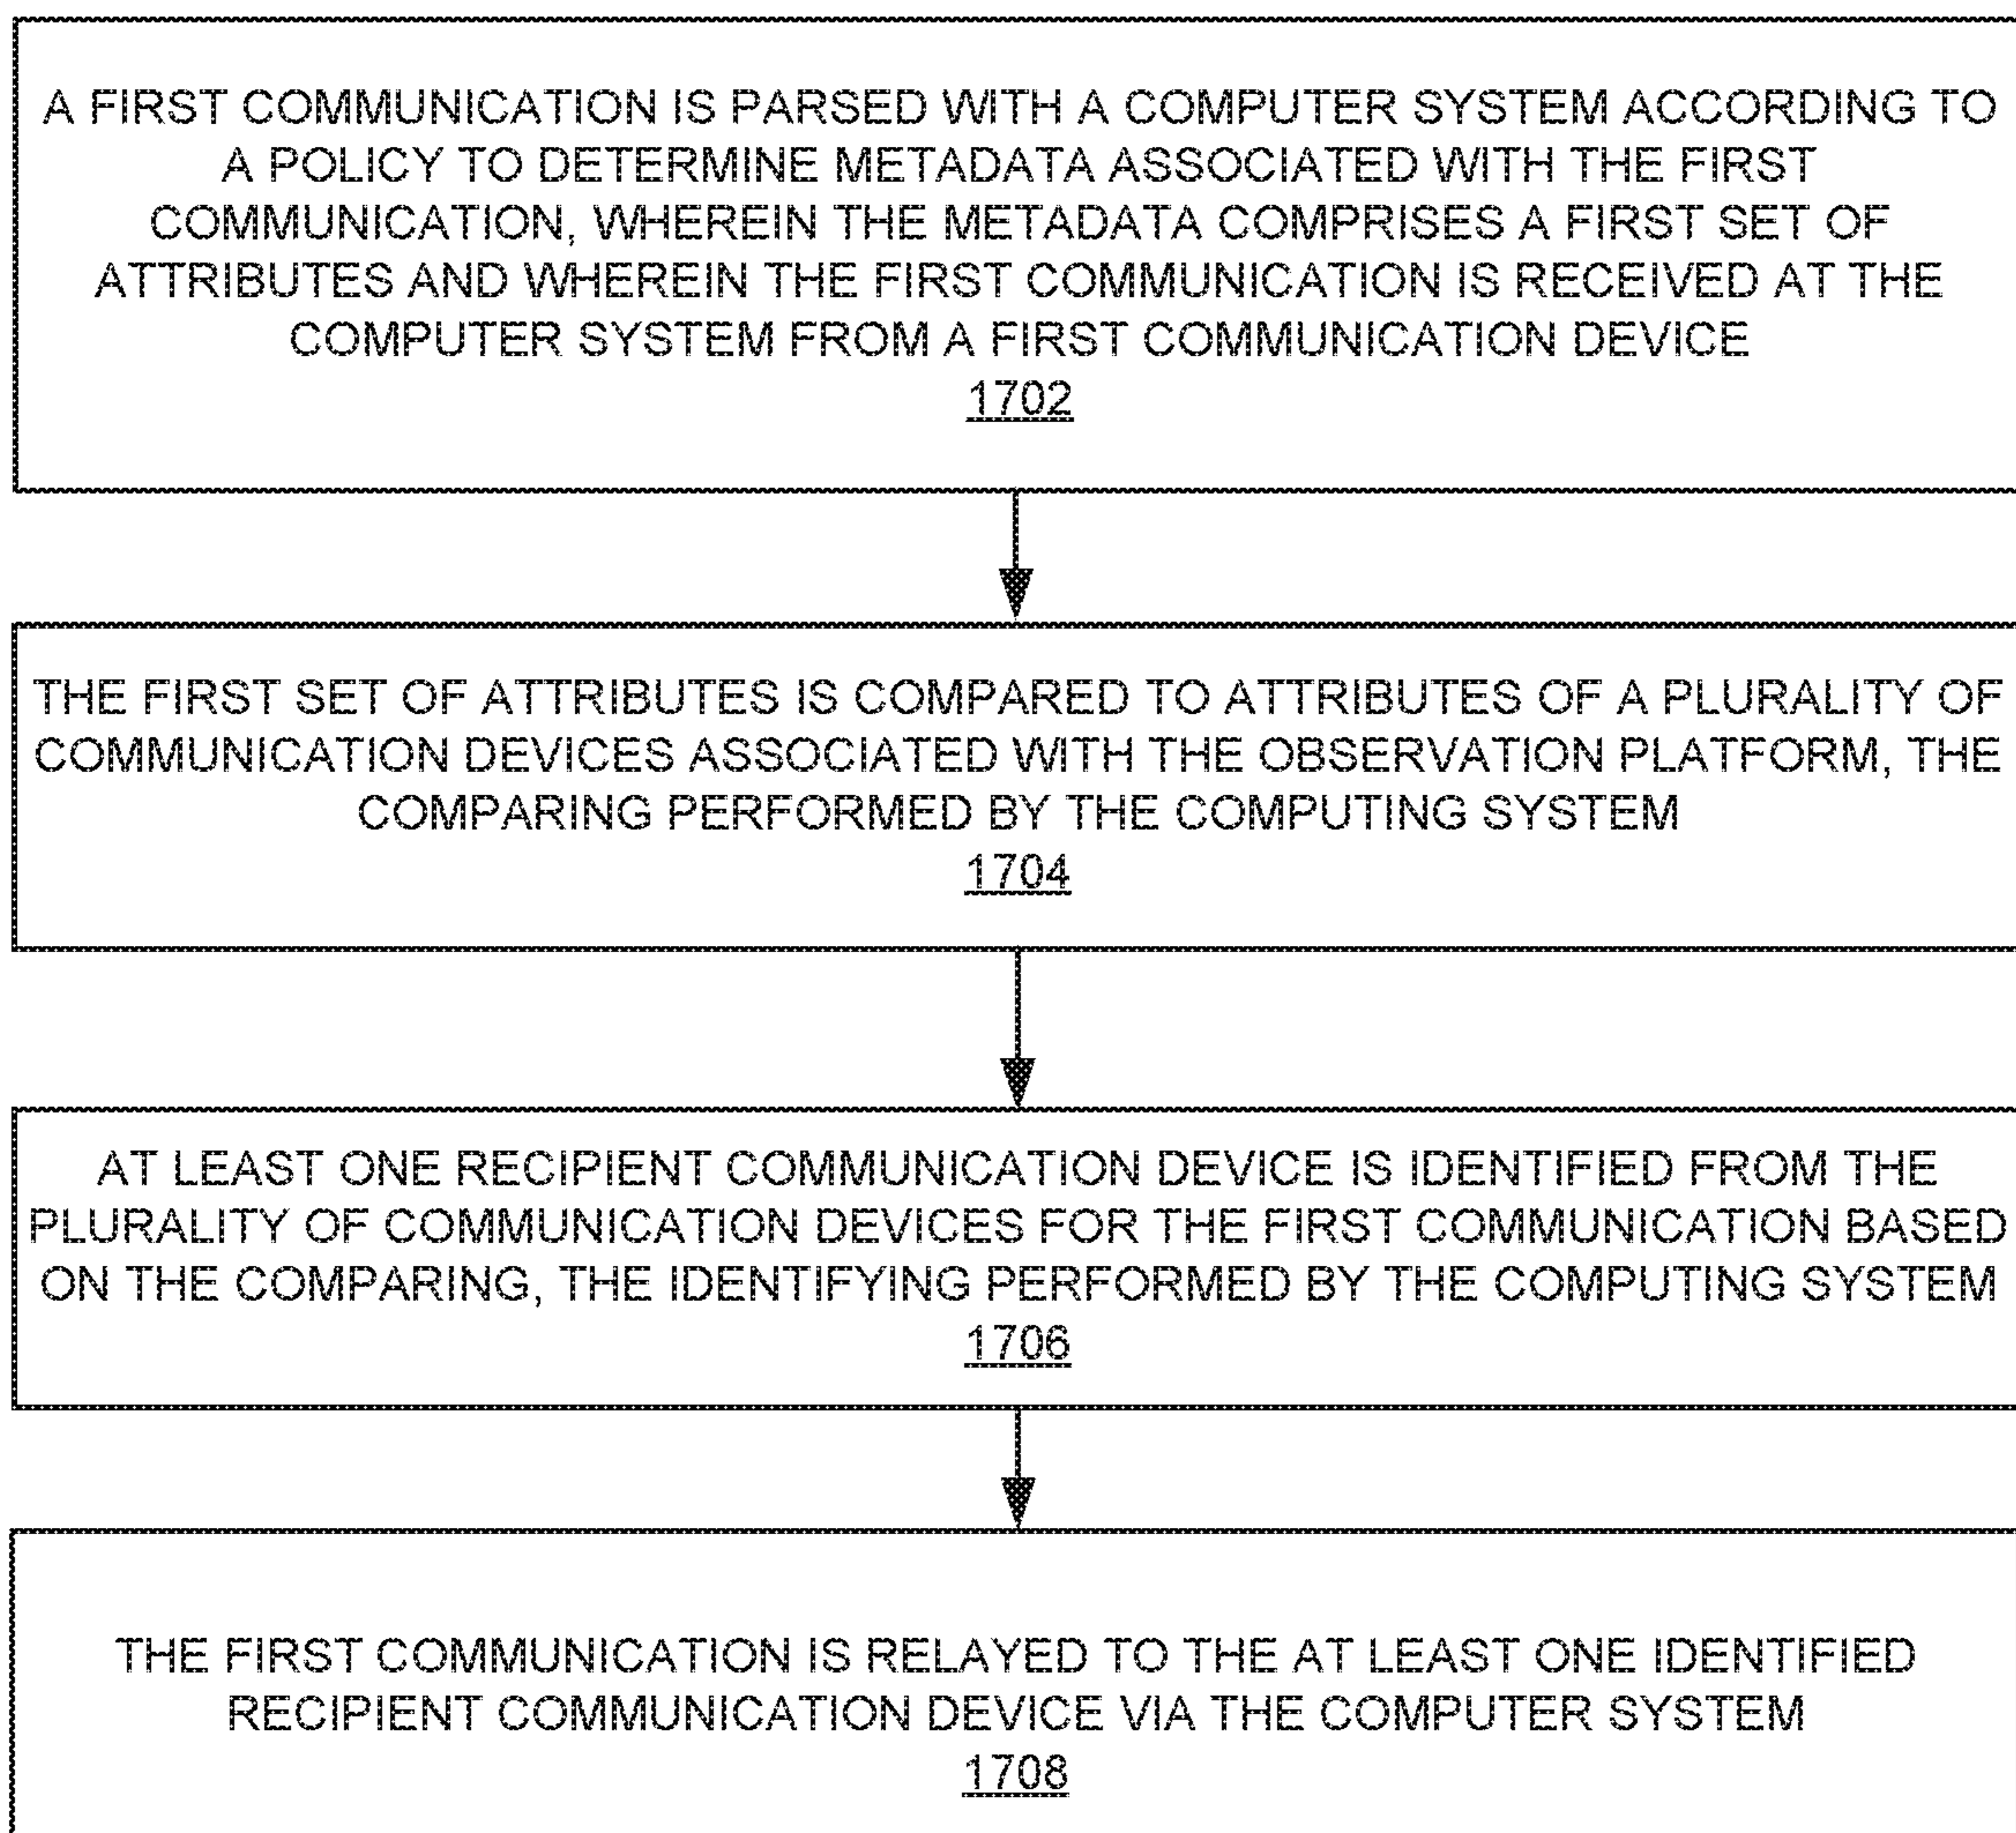 A FIRST COMMUNICATION IS PARSED WITH A COMPUTER SYSTEM ACCORDING TO
A POLICY TO DETERMINE METADATA ASSOCIATED WITH THE FIRST
COMMUNICATION, WHEREIN THE METADATA COMPRISES A FIRST SET OF
ATTRIBUTES AND WHEREIN THE FIRST COMMUNICATION IS RECEIVED AT THE
COMPUTER SYSTEM FROM A FIRST COMMUNICATION DEVICE
1702
THE FIRST SET OF ATTRIBUTES IS COMPARED TO ATTRIBUTES OF A PLURALITY OF
COMMUNICATION DEVICES ASSOCIATED WITH THE OBSERVATION PLATFORM, THE
COMPARING PERFORMED BY THE COMPUTING SYSTEM
1704
AT LEAST ONE RECIPIENT COMMUNICATION DEVICE IS IDENTIFIED FROM THE
PLURALITY OF COMMUNICATION DEVICES FOR THE FIRST COMMUNICATION BASED
ON THE COMPARING, THE IDENTIFYING PERFORMED BY THE COMPUTING SYSTEM
1706
THE FIRST COMMUNICATION IS RELAYED TO THE AT LEAST ONE IDENTIFIED
RECIPIENT COMMUNICATION DEVICE VIA THE COMPUTER SYSTEM
1708